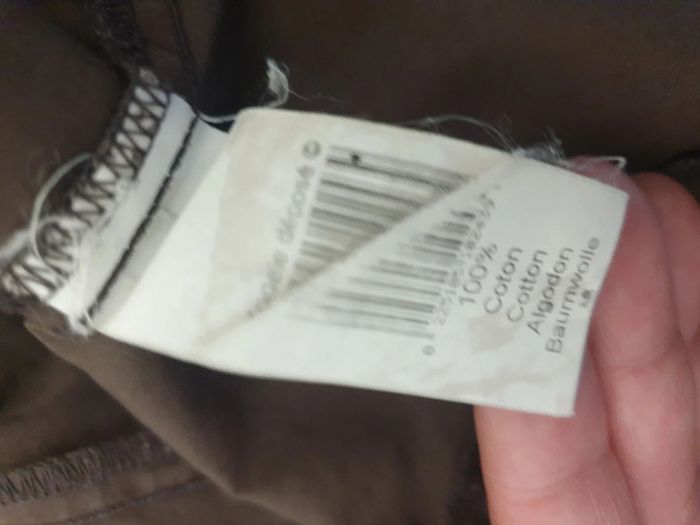 modèle déposé ©
100%
Coton
Cotton
Algodon
Baumwolle